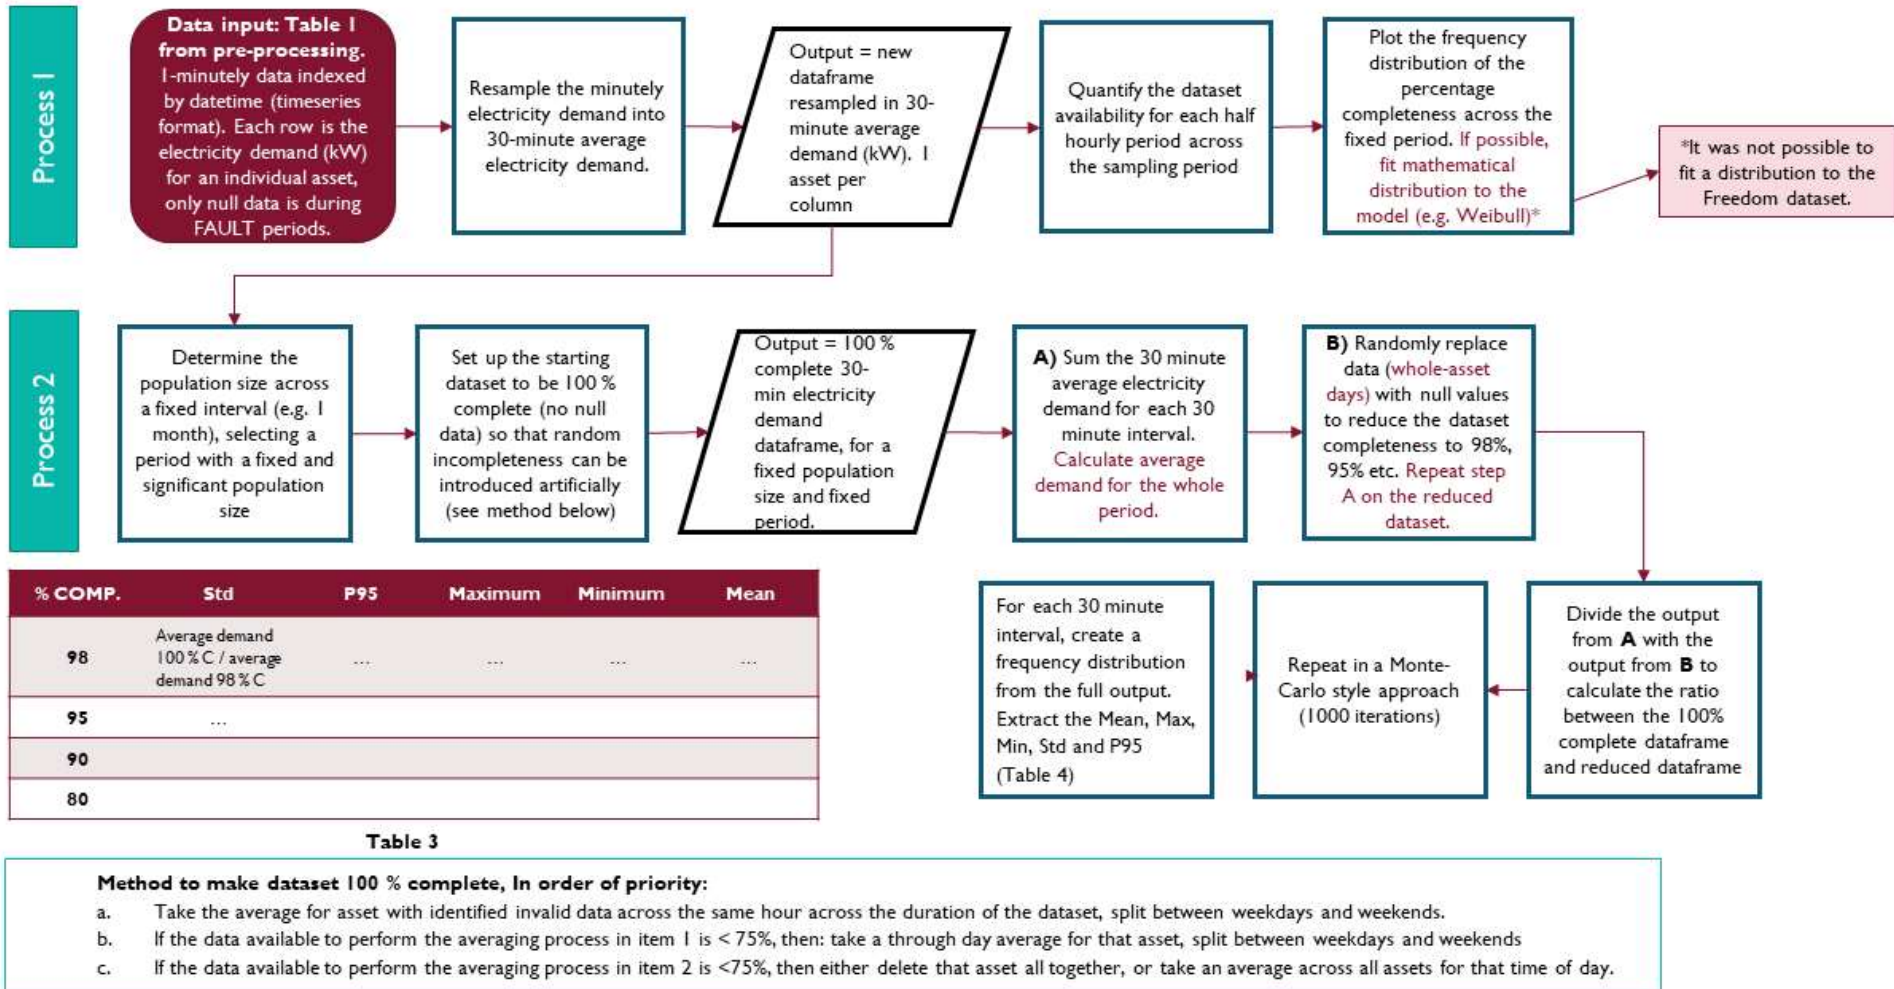 Process 1
Data input: Table 1
from pre-processing.
1-minutely data indexed
by datetime (timeseries
format). Each row is the
electricity demand (kW)
for an individual asset,
only null data is during
FAULT periods.
Resample the minutely
electricity demand into
30-minute average
electricity demand.
Output = new
dataframe
resampled in 30-
minute average
demand (kW). 1
asset per
column
Quantify the dataset
availability for each half
hourly period across
the sampling period
Plot the frequency
distribution of the
percentage
completeness across the
fixed period. If possible,
fit mathematical
distribution to the
model (e.g. Weibull)*
*It was not possible to
fit a distribution to the
Freedom dataset.
Process 2
Determine the
population size across
a fixed interval (e.g. 1
month), selecting a
period with a fixed and
significant population
size
Set up the starting
dataset to be 100 %
complete (no null
data) so that random
incompleteness can be
introduced artificially
(see method below)
Output = 100 %
complete 30-
min electricity
demand
dataframe, for a
fixed population
size and fixed
period.
A) Sum the 30 minute
average electricity
demand for each 30
minute interval.
Calculate average
demand for the whole
period.
B) Randomly replace
data (whole-asset
days) with null values
to reduce the dataset
completeness to 98%,
95% etc. Repeat step
A on the reduced
dataset.
Divide the output
from A with the
output from B to
calculate the ratio
between the 100%
complete dataframe
and reduced dataframe
Repeat in a Monte-
Carlo style approach
(1000 iterations)
For each 30 minute
interval, create a
frequency distribution
from the full output.
Extract the Mean, Max,
Min, Std and P95
(Table 4)
% COMP. Std P95 Maximum Minimum Mean
98 Average demand 100 % C / average demand 98 % C ... ... ... ...
95 ...
90
80
Table 3
Method to make dataset 100 % complete, In order of priority:
a. Take the average for asset with identified invalid data across the same hour across the duration of the dataset, split between weekdays and weekends.
b. If the data available to perform the averaging process in item 1 is < 75%, then: take a through day average for that asset, split between weekdays and weekends
c. If the data available to perform the averaging process in item 2 is <75%, then either delete that asset all together, or take an average across all assets for that time of day.